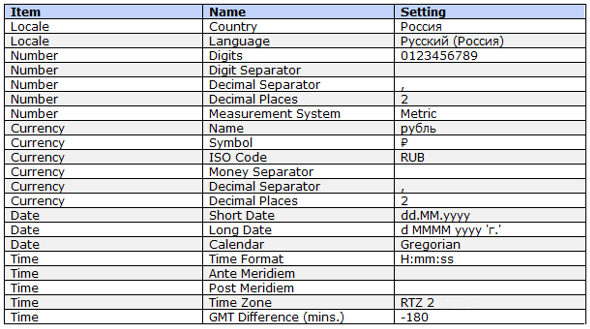 Item Name Setting
Locale Country Россия
Locale Language Русский (Россия)
Number Digits 0123456789
Number Digit Separator
Number Decimal Separator ,
Number Decimal Places 2
Number Measurement System Metric
Currency Name рубль
Currency Symbol ₽
Currency ISO Code RUB
Currency Money Separator
Currency Decimal Separator ,
Currency Decimal Places 2
Date Short Date dd.MM.yyyy
Date Long Date d MMMM yyyy 'г.'
Date Calendar Gregorian
Time Time Format H:mm:ss
Time Ante Meridiem
Time Post Meridiem
Time Time Zone RTZ 2
Time GMT Difference (mins.) -180